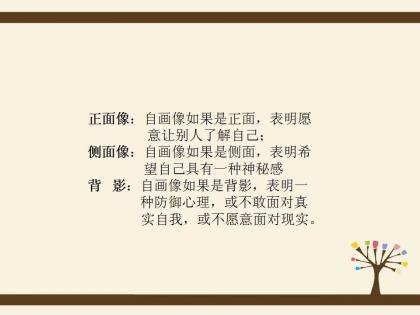 正面像：自画像如果是正面，表明愿
意让别人了解自己；
侧面像：自画像如果是侧面，表明希
望自己具有一种神秘感
背 影：自画像如果是背影，表明一
种防御心理，或不敢面对真
实自我，或不愿意面对现实。